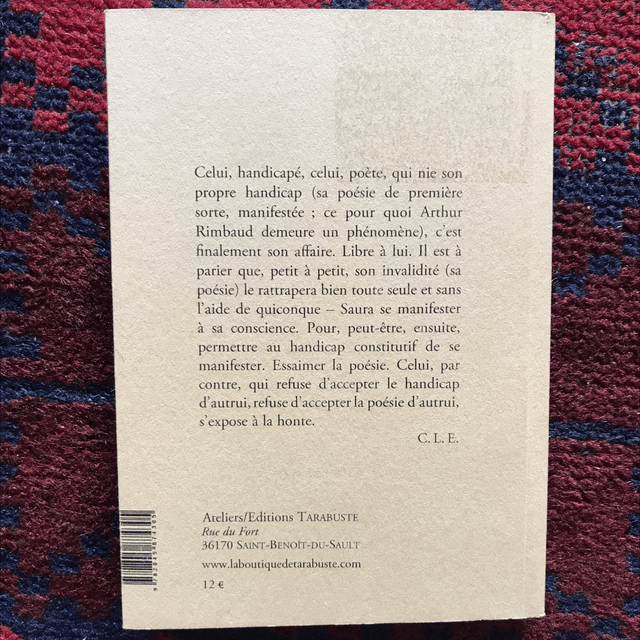 Celui, handicapé, celui, poète, qui nie son
propre handicap (sa poésie de première
sorte, manifestée ; ce pour quoi Arthur
Rimbaud demeure un phénomène), c'est
finalement son affaire. Libre à lui. Il est à
parier que, petit à petit, son invalidité (sa
poésie) le rattrapera bien toute seule et sans
l'aide de quiconque – Saura se manifester
à sa conscience. Pour, peut-être, ensuite,
permettre au handicap constitutif de se
manifester. Essaimer la poésie. Celui, par
contre, qui refuse d'accepter le handicap
d'autrui, refuse d'accepter la poésie d'autrui,
s'expose à la honte.
C. L. E.
Ateliers/Editions TARABUSTE
Rue du Fort
36170 SAINT-BENOÎT-DU-SAULT
www.laboutiquedetarabuste.com
12 €